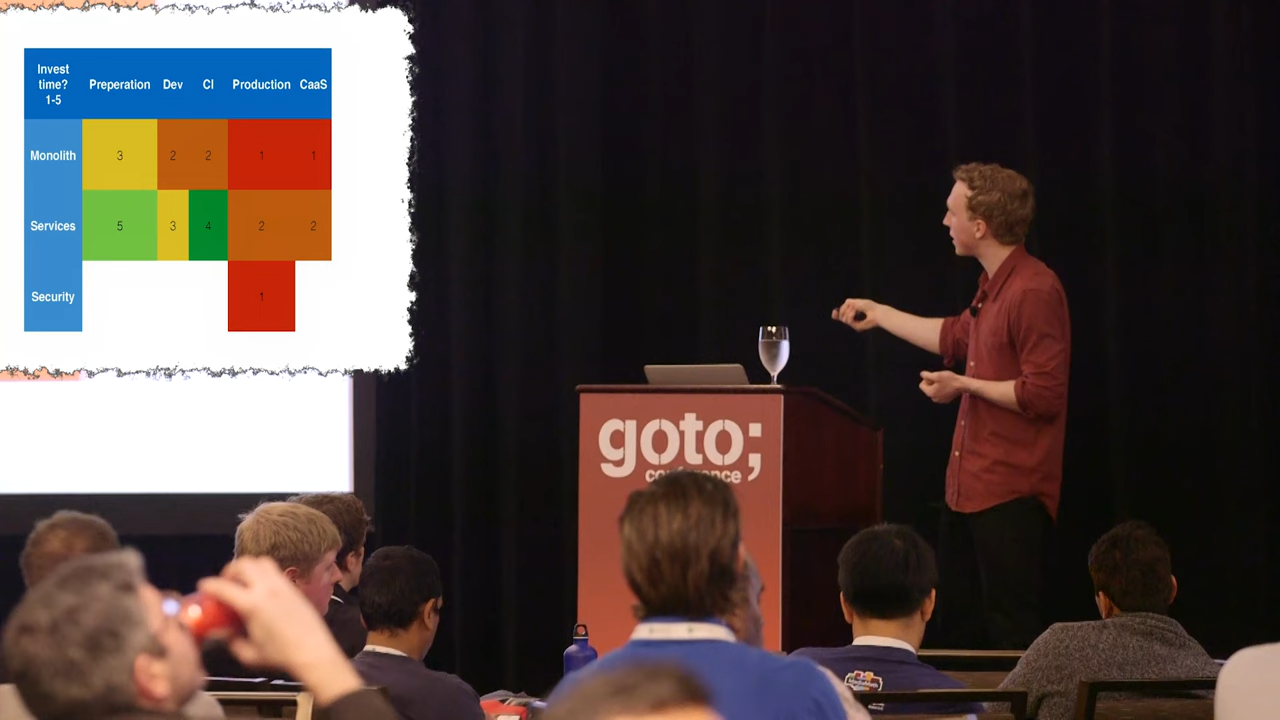 Invest
time?
1-5
Preperation
Dev
CI
Production
CaaS
Monolith
3
2
2
1
1
Services
5
3
4
2
2
Security
1
goto;
conference